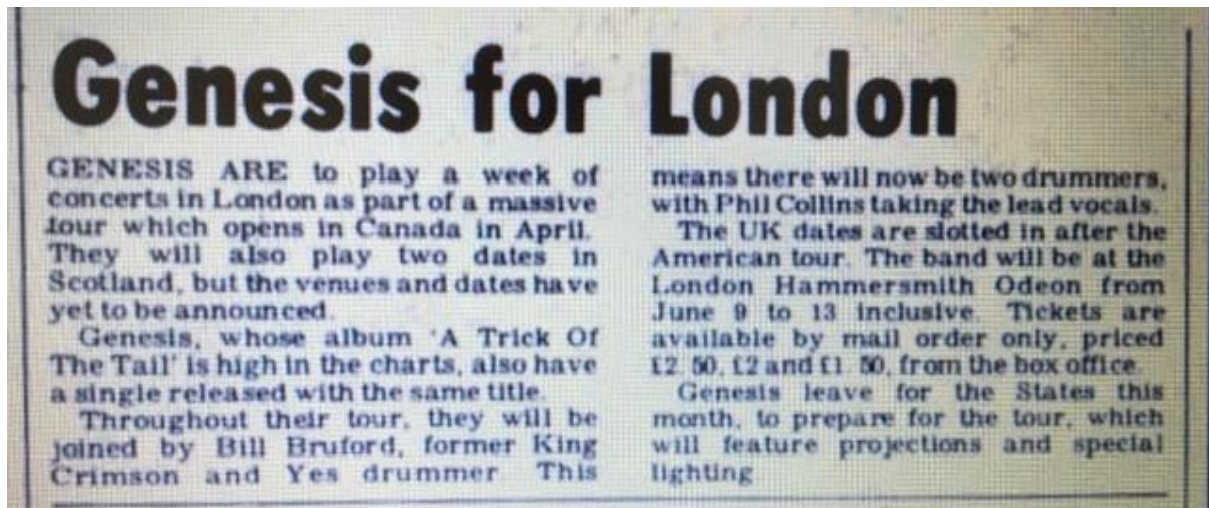 Genesis for London
GENESIS ARE to play a week of
concerts in London as part of a massive
tour which opens in Canada in April.
They will also play two dates in
Scotland, but the venues and dates have
yet to be announced.
Genesis, whose album 'A Trick Of
The Tail' is high in the charts, also have
a single released with the same title.
Throughout their tour, they will be
joined by Bill Bruford, former King
Crimson and Yes drummer This
means there will now be two drummers,
with Phil Collins taking the lead vocals.
The UK dates are slotted in after the
American tour. The band will be at the
London Hammersmith Odeon from
June 9 to 13 inclusive. Tickets are
available by mail order only, priced
£2.50, £2 and £1.50, from the box office.
Genesis leave for the States this
month, to prepare for the tour, which
will feature projections and special
lighting